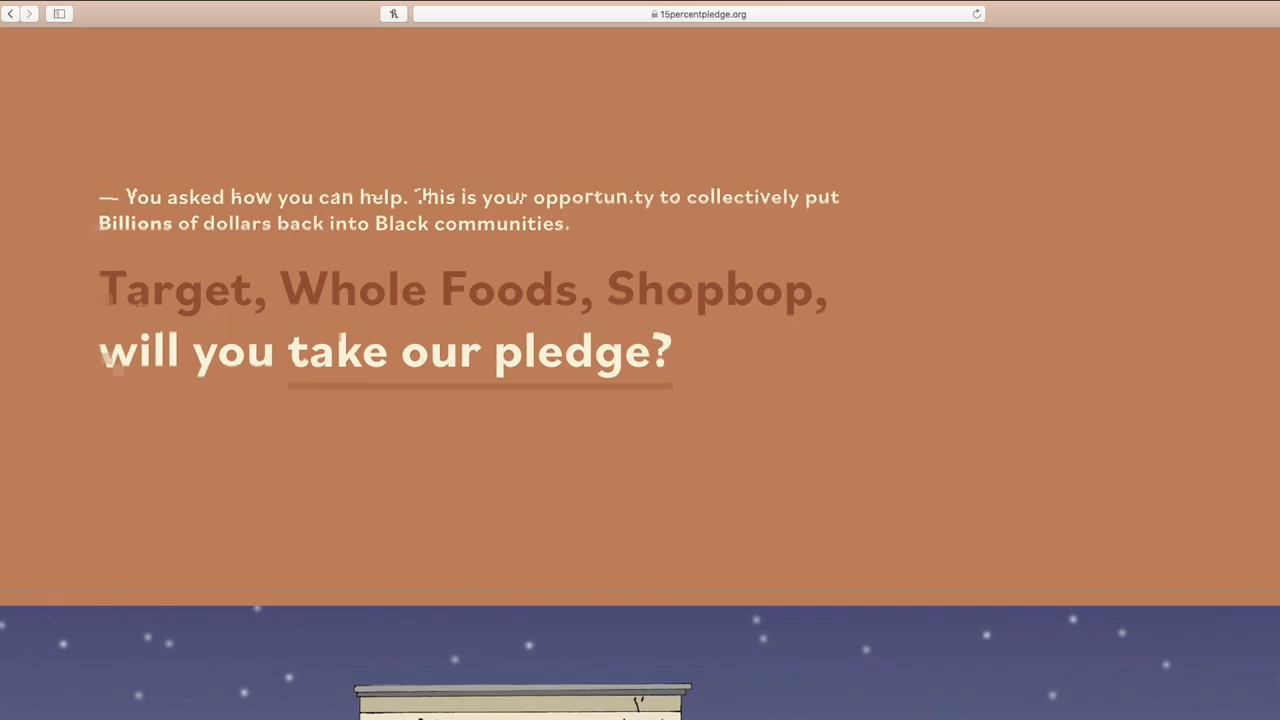 15percentpledge.org
— You asked how you can help. This is your opportunity to collectively put
Billions of dollars back into Black communities.
Target, Whole Foods, Shopbop,
will you take our pledge?